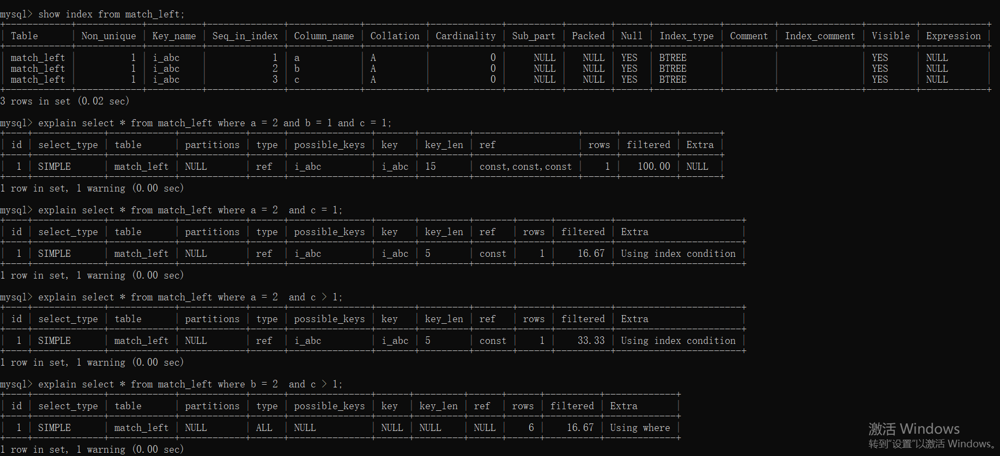 mysql> show index from match_left;
+------------+------------+----------+--------------+-------------+-----------+-------------+----------+--------+------+------------+---------+---------------+---------+------------+
| Table      | Non_unique | Key_name | Seq_in_index | Column_name | Collation | Cardinality | Sub_part | Packed | Null | Index_type | Comment | Index_comment | Visible | Expression |
+------------+------------+----------+--------------+-------------+-----------+-------------+----------+--------+------+------------+---------+---------------+---------+------------+
| match_left |          1 | i_abc    |            1 | a           | A         |           0 |     NULL |   NULL | YES  | BTREE      |         |               | YES     | NULL       |
| match_left |          1 | i_abc    |            2 | b           | A         |           0 |     NULL |   NULL | YES  | BTREE      |         |               | YES     | NULL       |
| match_left |          1 | i_abc    |            3 | c           | A         |           0 |     NULL |   NULL | YES  | BTREE      |         |               | YES     | NULL       |
+------------+------------+----------+--------------+-------------+-----------+-------------+----------+--------+------+------------+---------+---------------+---------+------------+
3 rows in set (0.02 sec)
mysql> explain select * from match_left where a = 2 and b = 1 and c = 1;
+----+-------------+------------+------------+------+---------------+-------+---------+-------------------+------+----------+-------+
| id | select_type | table      | partitions | type | possible_keys | key   | key_len | ref               | rows | filtered | Extra |
+----+-------------+------------+------------+------+---------------+-------+---------+-------------------+------+----------+-------+
|  1 | SIMPLE      | match_left | NULL       | ref  | i_abc         | i_abc | 15      | const,const,const |    1 |   100.00 | NULL  |
+----+-------------+------------+------------+------+---------------+-------+---------+-------------------+------+----------+-------+
1 row in set, 1 warning (0.00 sec)
mysql> explain select * from match_left where a = 2  and c = 1;
+----+-------------+------------+------------+------+---------------+-------+---------+-------+------+----------+-----------------------+
| id | select_type | table      | partitions | type | possible_keys | key   | key_len | ref   | rows | filtered | Extra                 |
+----+-------------+------------+------------+------+---------------+-------+---------+-------+------+----------+-----------------------+
|  1 | SIMPLE      | match_left | NULL       | ref  | i_abc         | i_abc | 5       | const |    1 |    16.67 | Using index condition |
+----+-------------+------------+------------+------+---------------+-------+---------+-------+------+----------+-----------------------+
1 row in set, 1 warning (0.00 sec)
mysql> explain select * from match_left where a = 2  and c > 1;
+----+-------------+------------+------------+------+---------------+-------+---------+-------+------+----------+-----------------------+
| id | select_type | table      | partitions | type | possible_keys | key   | key_len | ref   | rows | filtered | Extra                 |
+----+-------------+------------+------------+------+---------------+-------+---------+-------+------+----------+-----------------------+
|  1 | SIMPLE      | match_left | NULL       | ref  | i_abc         | i_abc | 5       | const |    1 |    33.33 | Using index condition |
+----+-------------+------------+------------+------+---------------+-------+---------+-------+------+----------+-----------------------+
1 row in set, 1 warning (0.00 sec)
mysql> explain select * from match_left where b = 2  and c > 1;
+----+-------------+------------+------------+------+---------------+------+---------+------+------+----------+-------------+
| id | select_type | table      | partitions | type | possible_keys | key  | key_len | ref  | rows | filtered | Extra       |
+----+-------------+------------+------------+------+---------------+------+---------+------+------+----------+-------------+
|  1 | SIMPLE      | match_left | NULL       | ALL  | NULL          | NULL | NULL    | NULL |    6 |    16.67 | Using where |
+----+-------------+------------+------------+------+---------------+------+---------+------+------+----------+-------------+
1 row in set, 1 warning (0.00 sec)
激活 Windows
转到“设置”以激活 Windows。